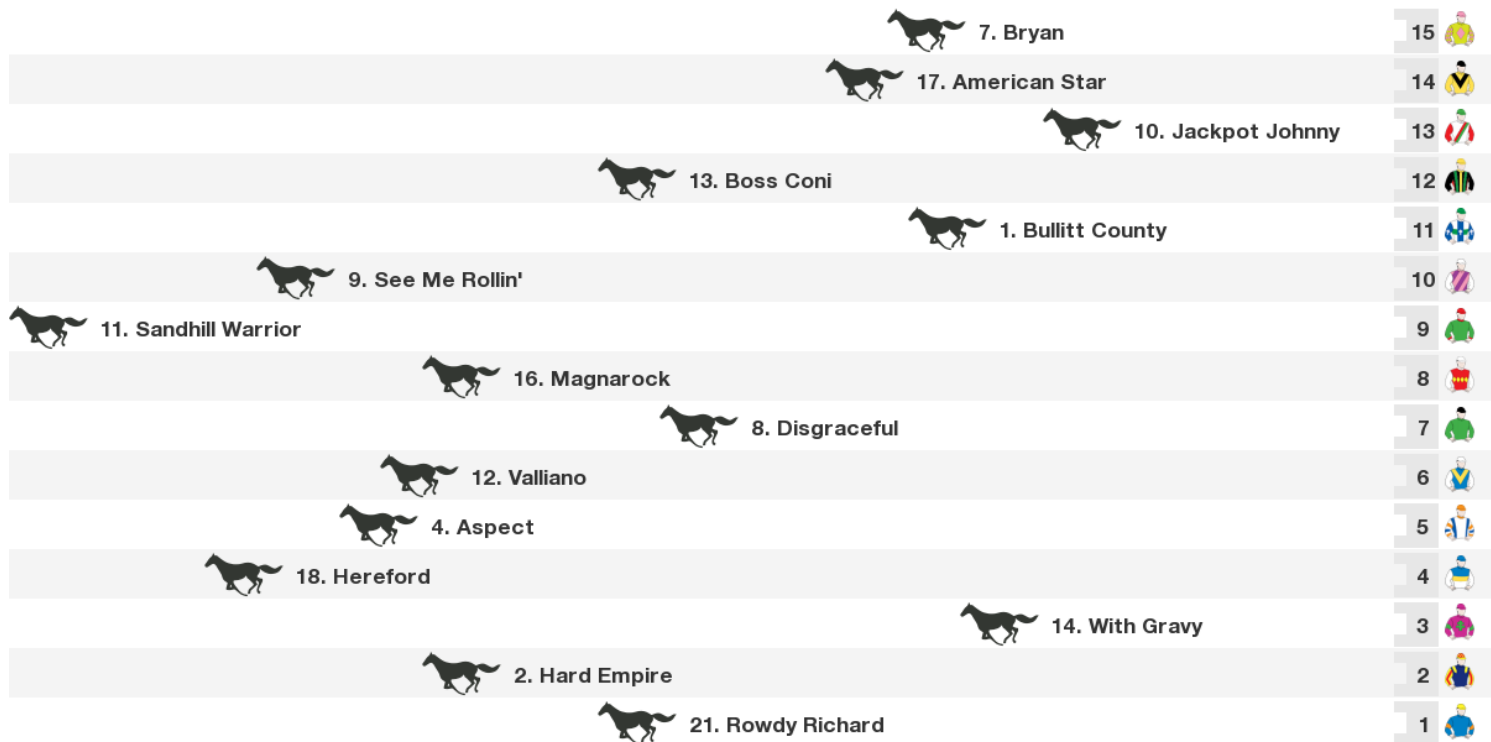 7. Bryan 15
17. American Star 14
10. Jackpot Johnny 13
13. Boss Coni 12
1. Bullitt County 11
9. See Me Rollin' 10
11. Sandhill Warrior 9
16. Magnarock 8
8. Disgraceful 7
12. Valliano 6
4. Aspect 5
18. Hereford 4
14. With Gravy 3
2. Hard Empire 2
21. Rowdy Richard 1